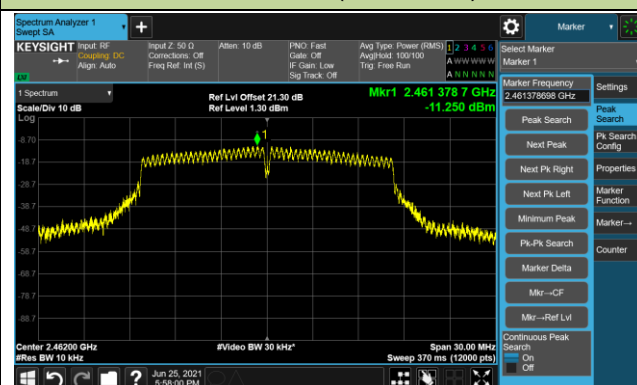 Spectrum Analyzer 1
Swept SA
+
Marker
KEYSIGHT
Input: RF
Coupling: DC
Align: Auto
Input Z: 50 Ω
Corrections: Off
Freq Ref: Int (S)
Atten: 10 dB
PNO: Fast
Gate: Off
IF Gain: Low
Sig Track: Off
Avg Type: Power (RMS)
Avg|Hold: 100/100
Trig: Free Run
1 2 3 4 5 6
A W W W W W
A N N N N N
Select Marker
Marker 1
LXI
1 Spectrum
Scale/Div 10 dB
Log
Ref Lvl Offset 21.30 dB
Ref Level 1.30 dBm
Mkr1 2.461 378 7 GHz
-11.250 dBm
1
-8.70
-18.7
-28.7
-38.7
-48.7
-58.7
-68.7
-78.7
-88.7
Center 2.46200 GHz
#Res BW 10 kHz
#Video BW 30 kHz*
Span 30.00 MHz
Sweep 370 ms (12000 pts)
Marker Frequency
2.461378698 GHz
Peak Search
Next Peak
Next Pk Right
Next Pk Left
Minimum Peak
Pk-Pk Search
Marker Delta
Mkr→CF
Mkr→Ref Lvl
Continuous Peak
Search
On
Off
Settings
Peak
Search
Pk Search
Config
Properties
Marker
Function
Marker→
Counter
?
Jun 25, 2021
5:58:00 PM